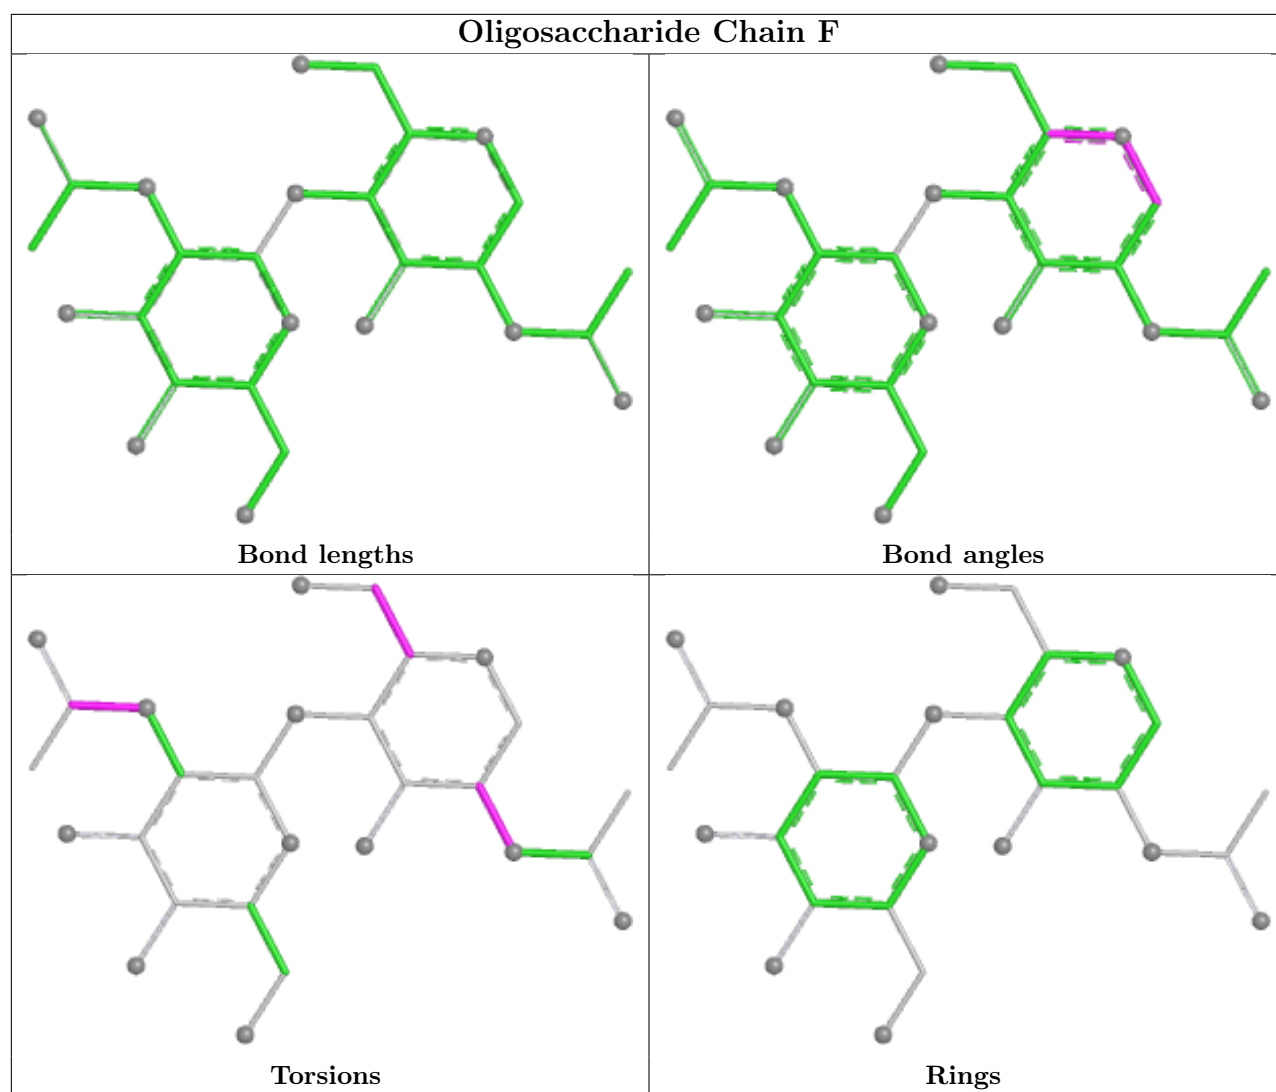 Oligosaccharide Chain F
Bond lengths
Bond angles
Torsions
Rings